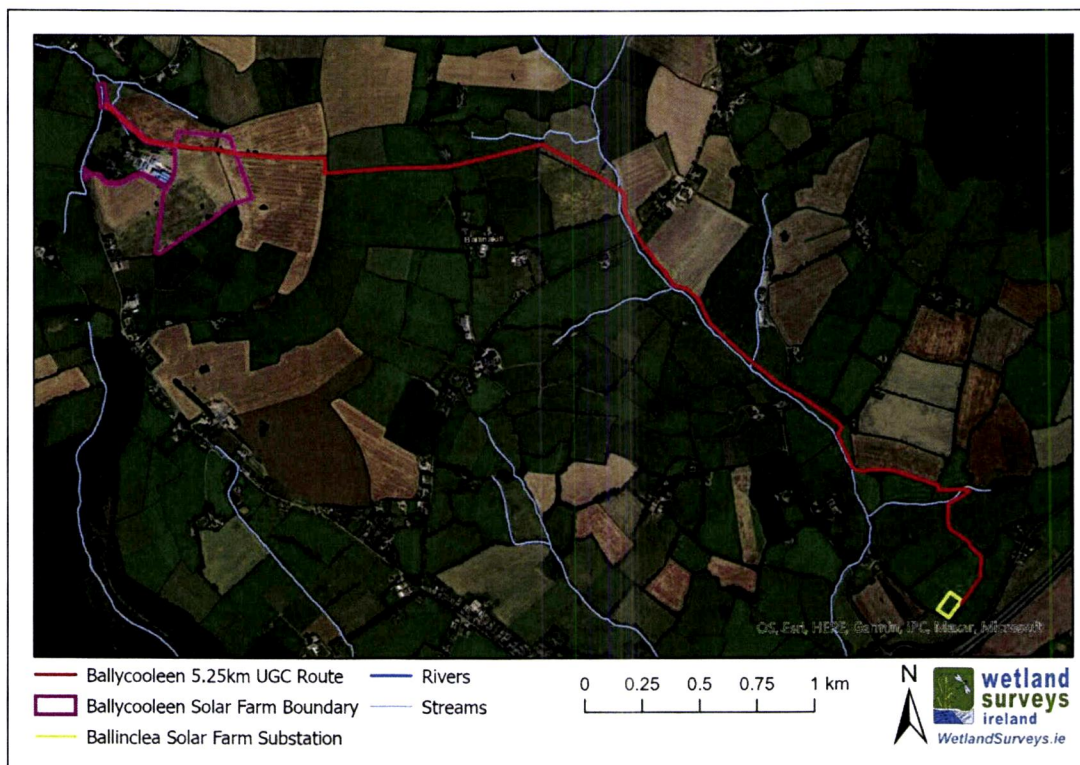 OS, Esri, HERE, Garmin, IPC, Maxar, Microsoft
Ballycooleen 5.25km UGC Route
Rivers
Ballycooleen Solar Farm Boundary
Streams
Ballinclea Solar Farm Substation
0 0.25 0.5 0.75 1 km
N
wetland
surveys
ireland
WetlandSurveys.ie